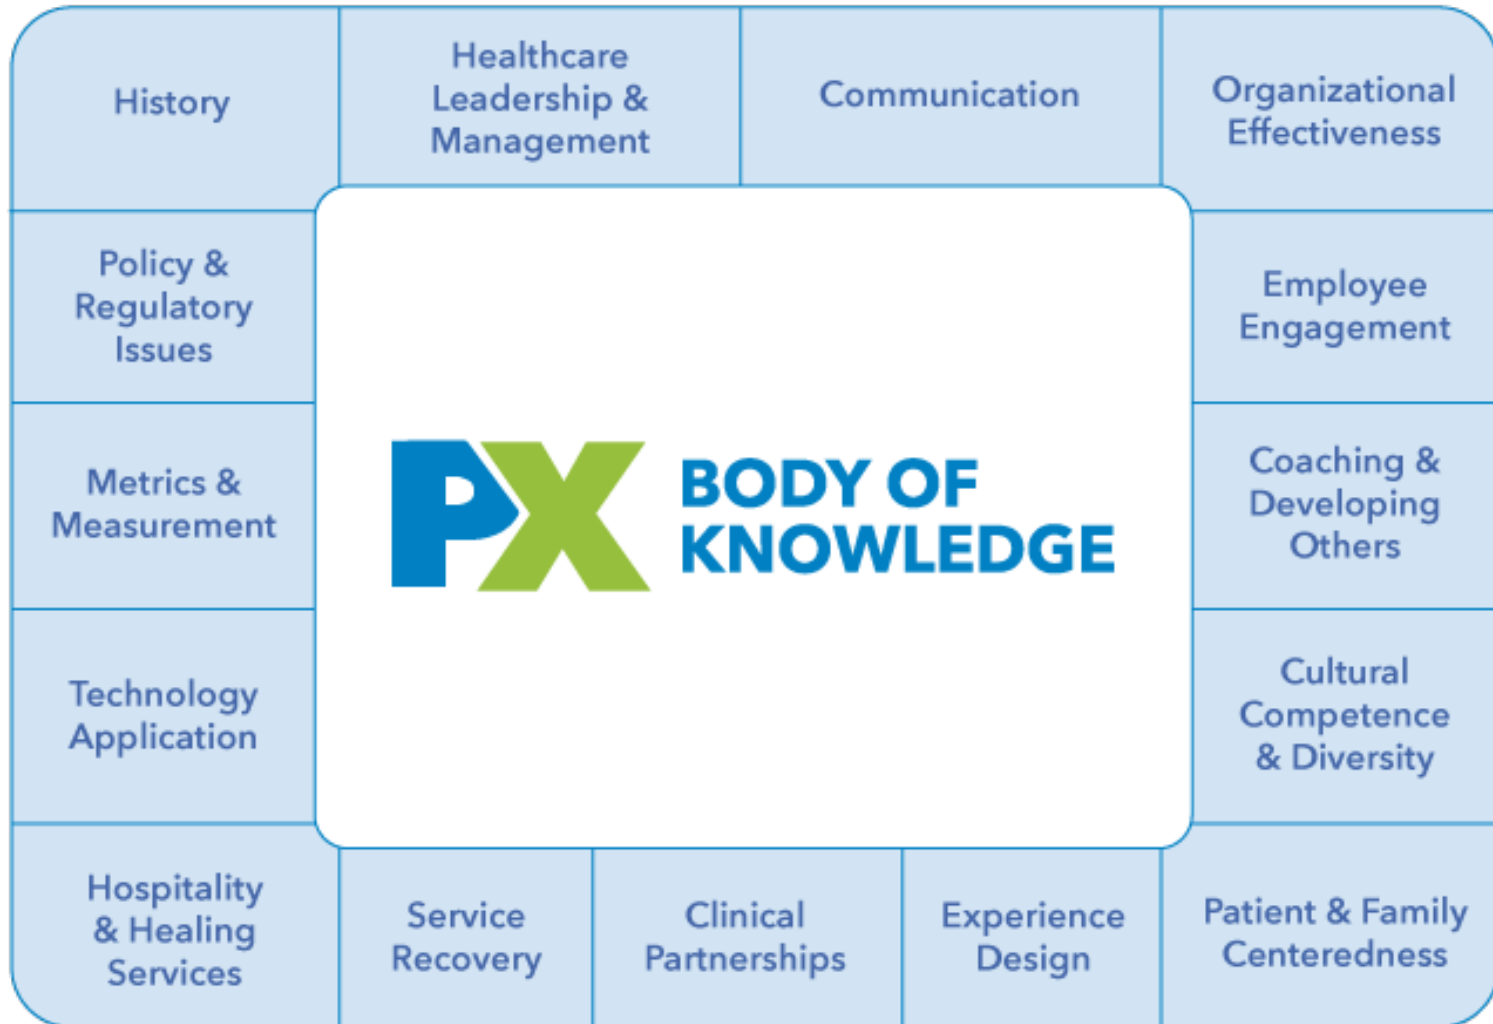 History
Healthcare
Leadership &
Management
Communication
Organizational
Effectiveness
Policy &
Regulatory
Issues
Employee
Engagement
Metrics &
Measurement
PX BODY OF
KNOWLEDGE
Coaching &
Developing
Others
Technology
Application
Cultural
Competence
& Diversity
Hospitality
& Healing
Services
Service
Recovery
Clinical
Partnerships
Experience
Design
Patient & Family
Centeredness